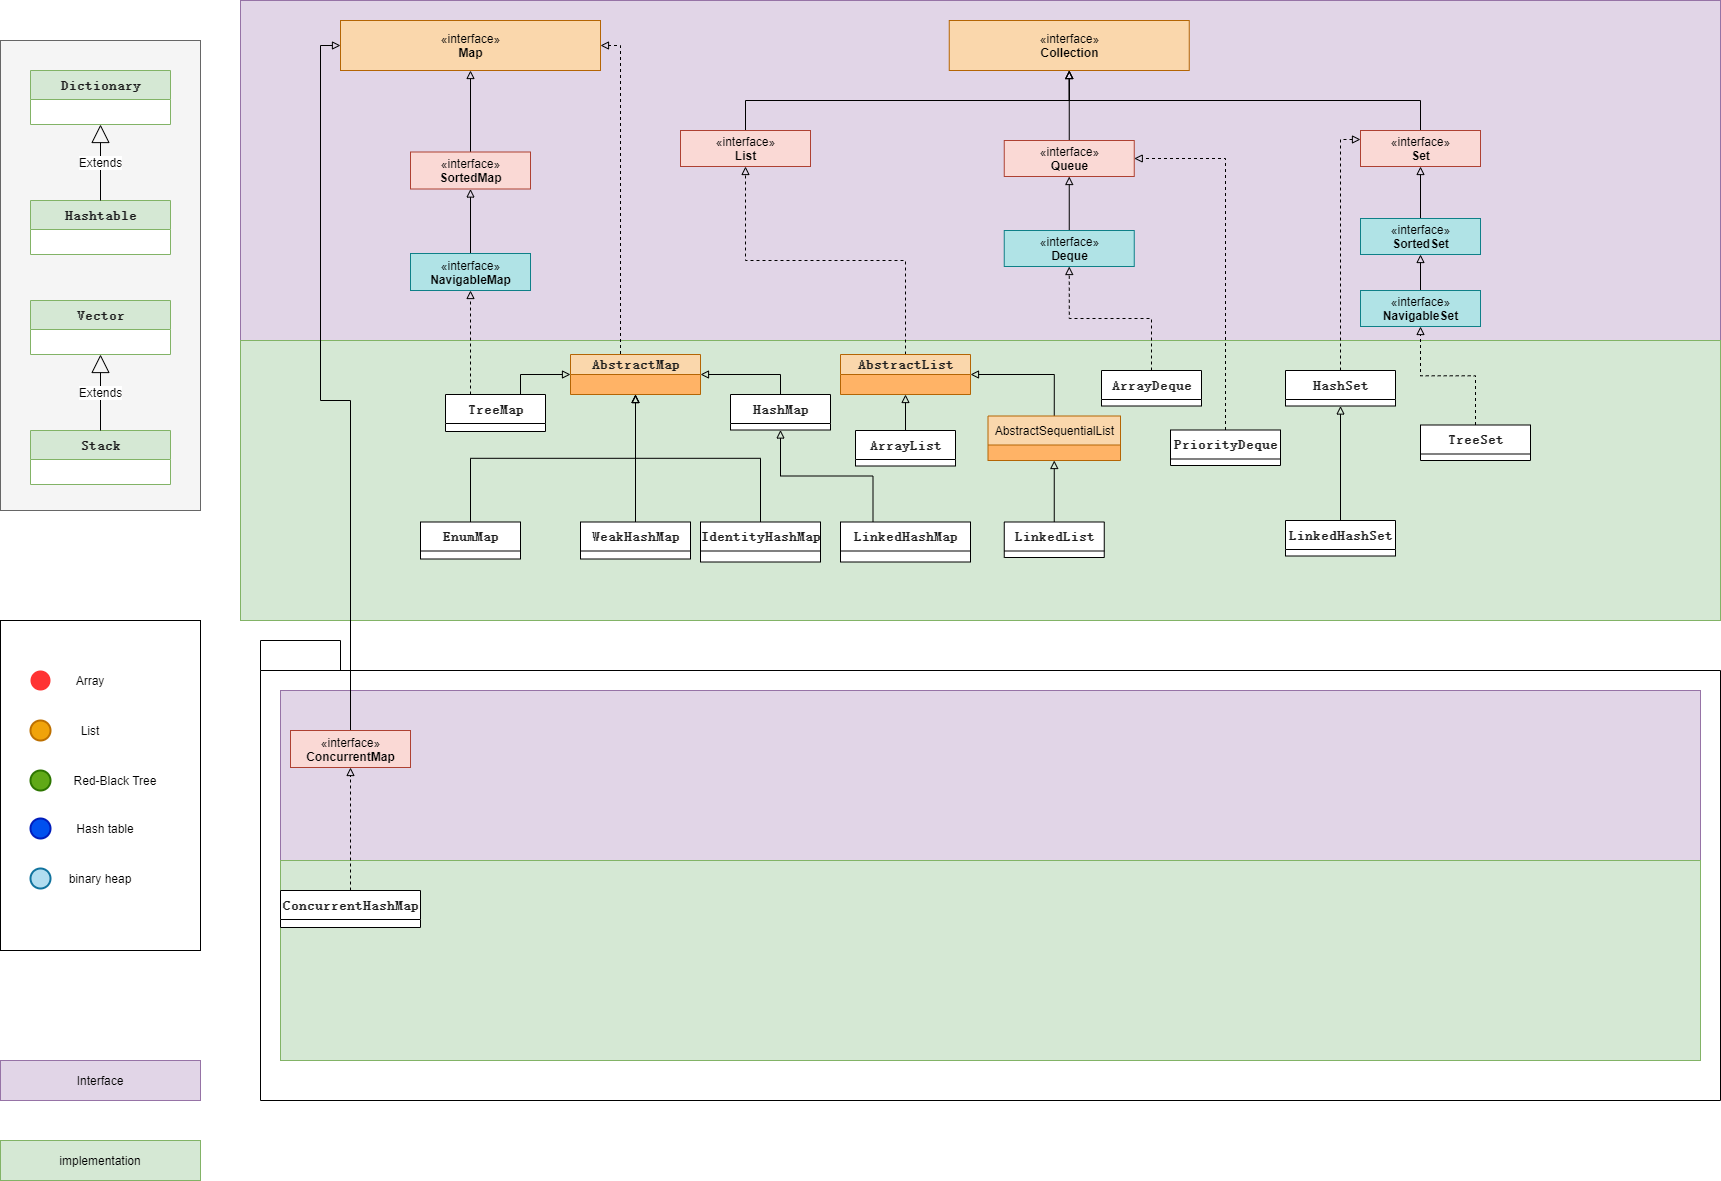 Dictionary
Extends
Hashtable
Vector
Extends
Stack
Array
List
Red-Black Tree
Hash table
binary heap
Interface
implementation
«interface»
Map
«interface»
Collection
«interface»
SortedMap
«interface»
List
«interface»
Queue
«interface»
Set
«interface»
NavigableMap
«interface»
Deque
«interface»
SortedSet
«interface»
NavigableSet
AbstractMap
AbstractList
TreeMap
HashMap
ArrayList
AbstractSequentialList
ArrayDeque
PriorityDeque
HashSet
TreeSet
EnumMap
WeakHashMap
IdentityHashMap
LinkedHashMap
LinkedList
LinkedHashSet
«interface»
ConcurrentMap
ConcurrentHashMap